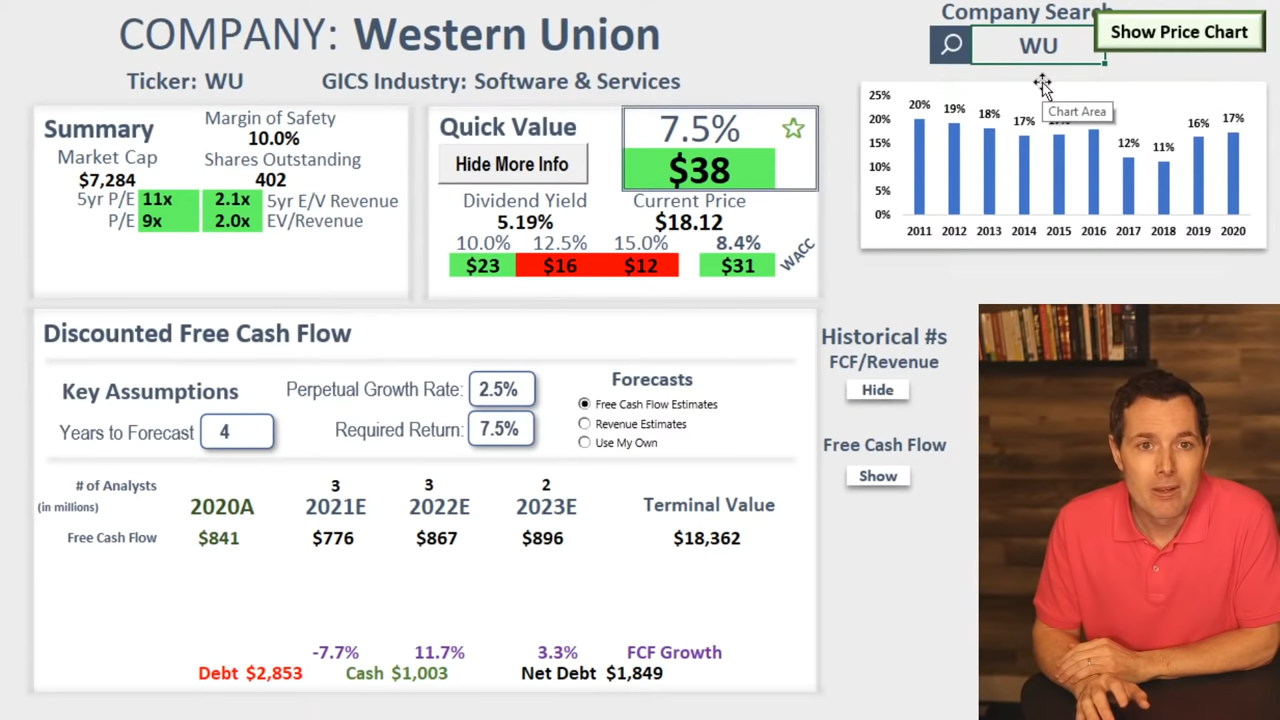 COMPANY: Western Union
Ticker: WU GICS Industry: Software & Services
Company Search
WU
Show Price Chart
Summary
Margin of Safety
10.0%
Market Cap
$7,284
Shares Outstanding
402
5yr P/E 11x 2.1x 5yr E/V Revenue
P/E 9x 2.0x EV/Revenue
Quick Value
Hide More Info
7.5%
$38
Dividend Yield
5.19%
Current Price
$18.12
10.0% 12.5% 15.0% 8.4%
$23 $16 $12 $31 WACC
Chart Area
25%
20%
15%
10%
5%
0%
20% 19% 18% 17% 12% 11% 16% 17%
2011 2012 2013 2014 2015 2016 2017 2018 2019 2020
Discounted Free Cash Flow
Key Assumptions
Years to Forecast 4
Perpetual Growth Rate: 2.5%
Required Return: 7.5%
Forecasts
Free Cash Flow Estimates
Revenue Estimates
Use My Own
# of Analysts 3 3 2
(in millions) 2020A 2021E 2022E 2023E Terminal Value
Free Cash Flow $841 $776 $867 $896 $18,362
-7.7% 11.7% 3.3% FCF Growth
Debt $2,853 Cash $1,003 Net Debt $1,849
Historical #s
FCF/Revenue
Hide
Free Cash Flow
Show